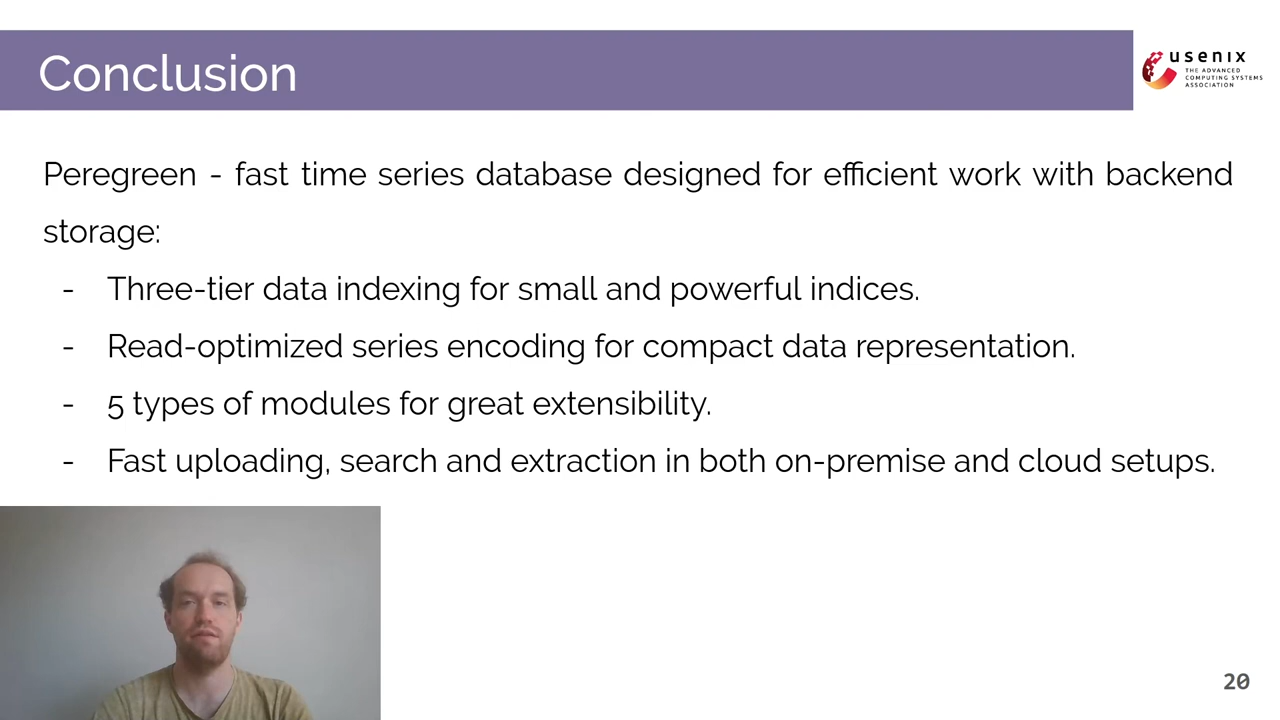 Conclusion
usenix
THE ADVANCED
COMPUTING SYSTEMS
ASSOCIATION
Peregreen - fast time series database designed for efficient work with backend
storage:
- Three-tier data indexing for small and powerful indices.
- Read-optimized series encoding for compact data representation.
- 5 types of modules for great extensibility.
- Fast uploading, search and extraction in both on-premise and cloud setups.
20